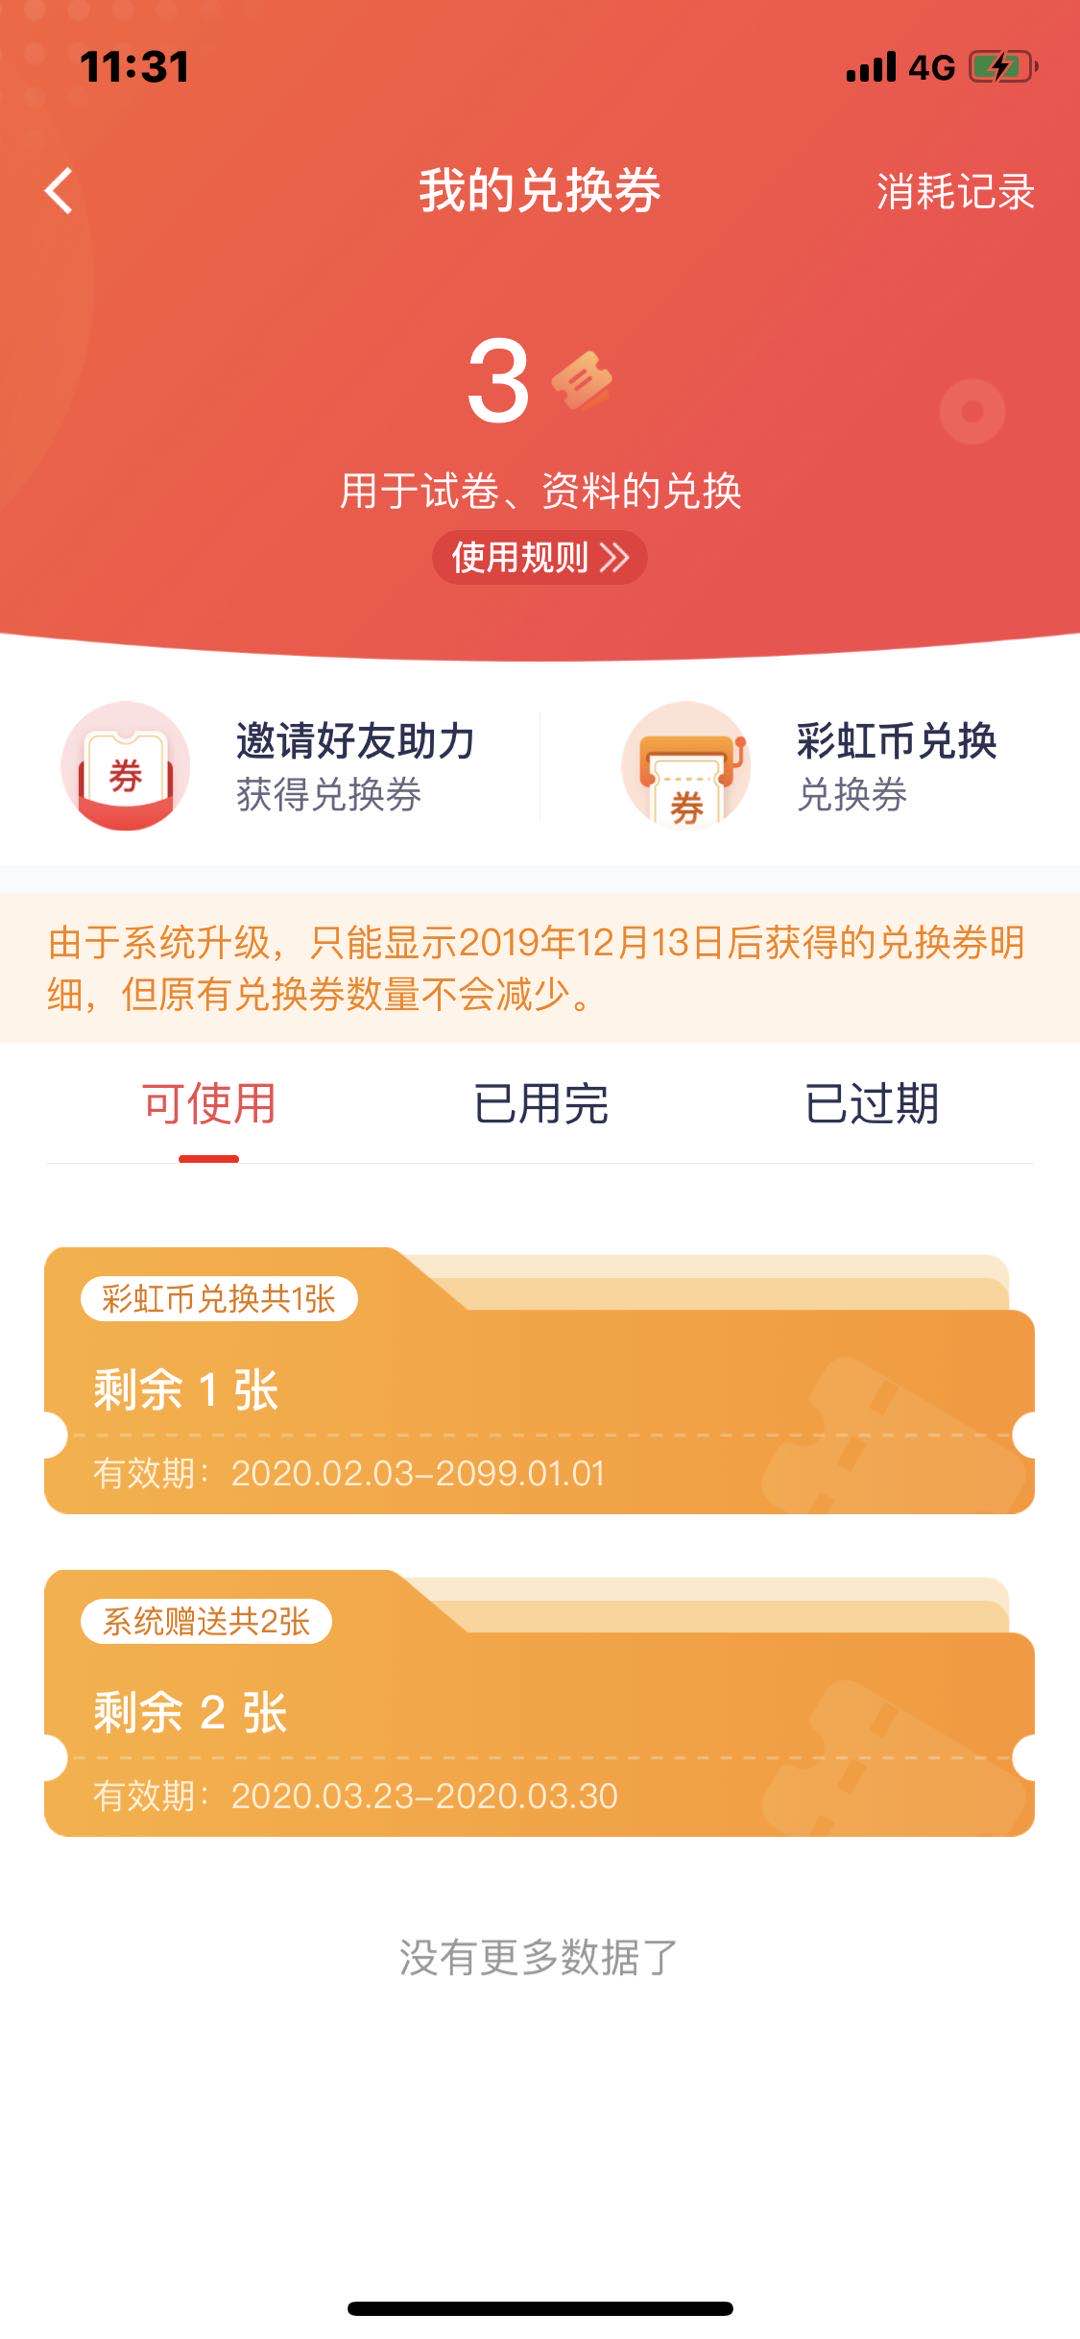 11:31
4G
我的兑换券
消耗记录
3
用于试卷、资料的兑换
使用规则
券
邀请好友助力
获得兑换券
券
彩虹币兑换
兑换券
由于系统升级，只能显示2019年12月13日后获得的兑换券明
细，但原有兑换券数量不会减少。
可使用
已用完
已过期
彩虹币兑换共1张
剩余 1 张
有效期：2020.02.03-2099.01.01
系统赠送共2张
剩余 2 张
有效期：2020.03.23-2020.03.30
没有更多数据了